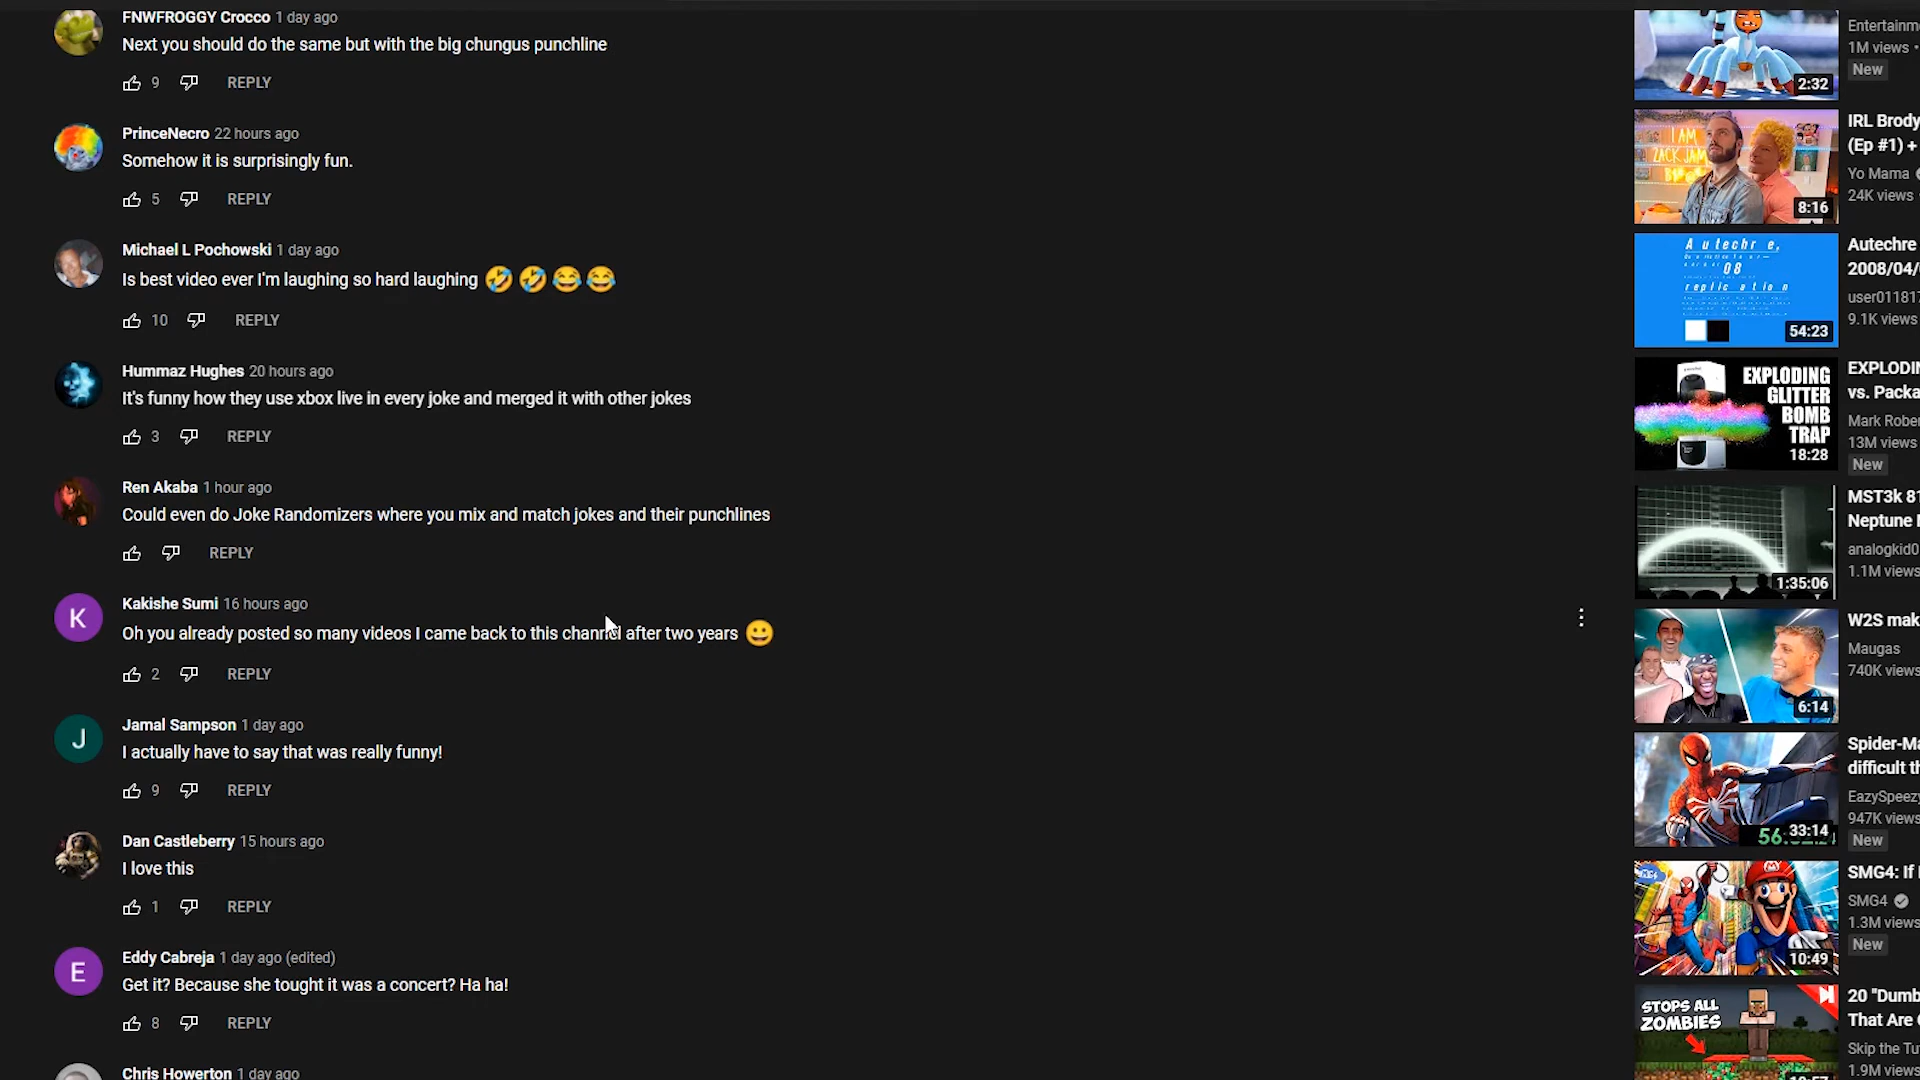 FNWFROGGY Crocco 1 day ago
Next you should do the same but with the big chungus punchline
9 REPLY
PrinceNecro 22 hours ago
Somehow it is surprisingly fun.
5 REPLY
Michael L Pochowski 1 day ago
Is best video ever I'm laughing so hard laughing 🤣 🤣 😂 😂
10 REPLY
Hummaz Hughes 20 hours ago
It's funny how they use xbox live in every joke and merged it with other jokes
3 REPLY
Ren Akaba 1 hour ago
Could even do Joke Randomizers where you mix and match jokes and their punchlines
REPLY
K
Kakishe Sumi 16 hours ago
Oh you already posted so many videos I came back to this channel after two years 😀
2 REPLY
J
Jamal Sampson 1 day ago
I actually have to say that was really funny!
9 REPLY
Dan Castleberry 15 hours ago
I love this
1 REPLY
E
Eddy Cabreja 1 day ago (edited)
Get it? Because she tought it was a concert? Ha ha!
8 REPLY
Chris Howerton 1 day ago
2:32
Entertainm
1M views •
New
I AM
ZACK JAM
8:16
IRL Brody
(Ep #1) +
Yo Mama
24K views
Autechre,
08
replication
54:23
Autechre
2008/04/
user011817
9.1K views
EXPLODING
GLITTER
BOMB
TRAP
18:28
EXPLODIN
vs. Packa
Mark Rober
13M views
New
1:35:06
MST3k 81
Neptune
analogkid0
1.1M views
6:14
W2S mak
Maugas
740K views
33:14
Spider-Ma
difficult th
EazySpeezy
947K views
New
10:49
SMG4: If
SMG4
1.3M views
New
STOPS ALL
ZOMBIES
20 "Dumb
That Are
Skip the Tu
1.9M views